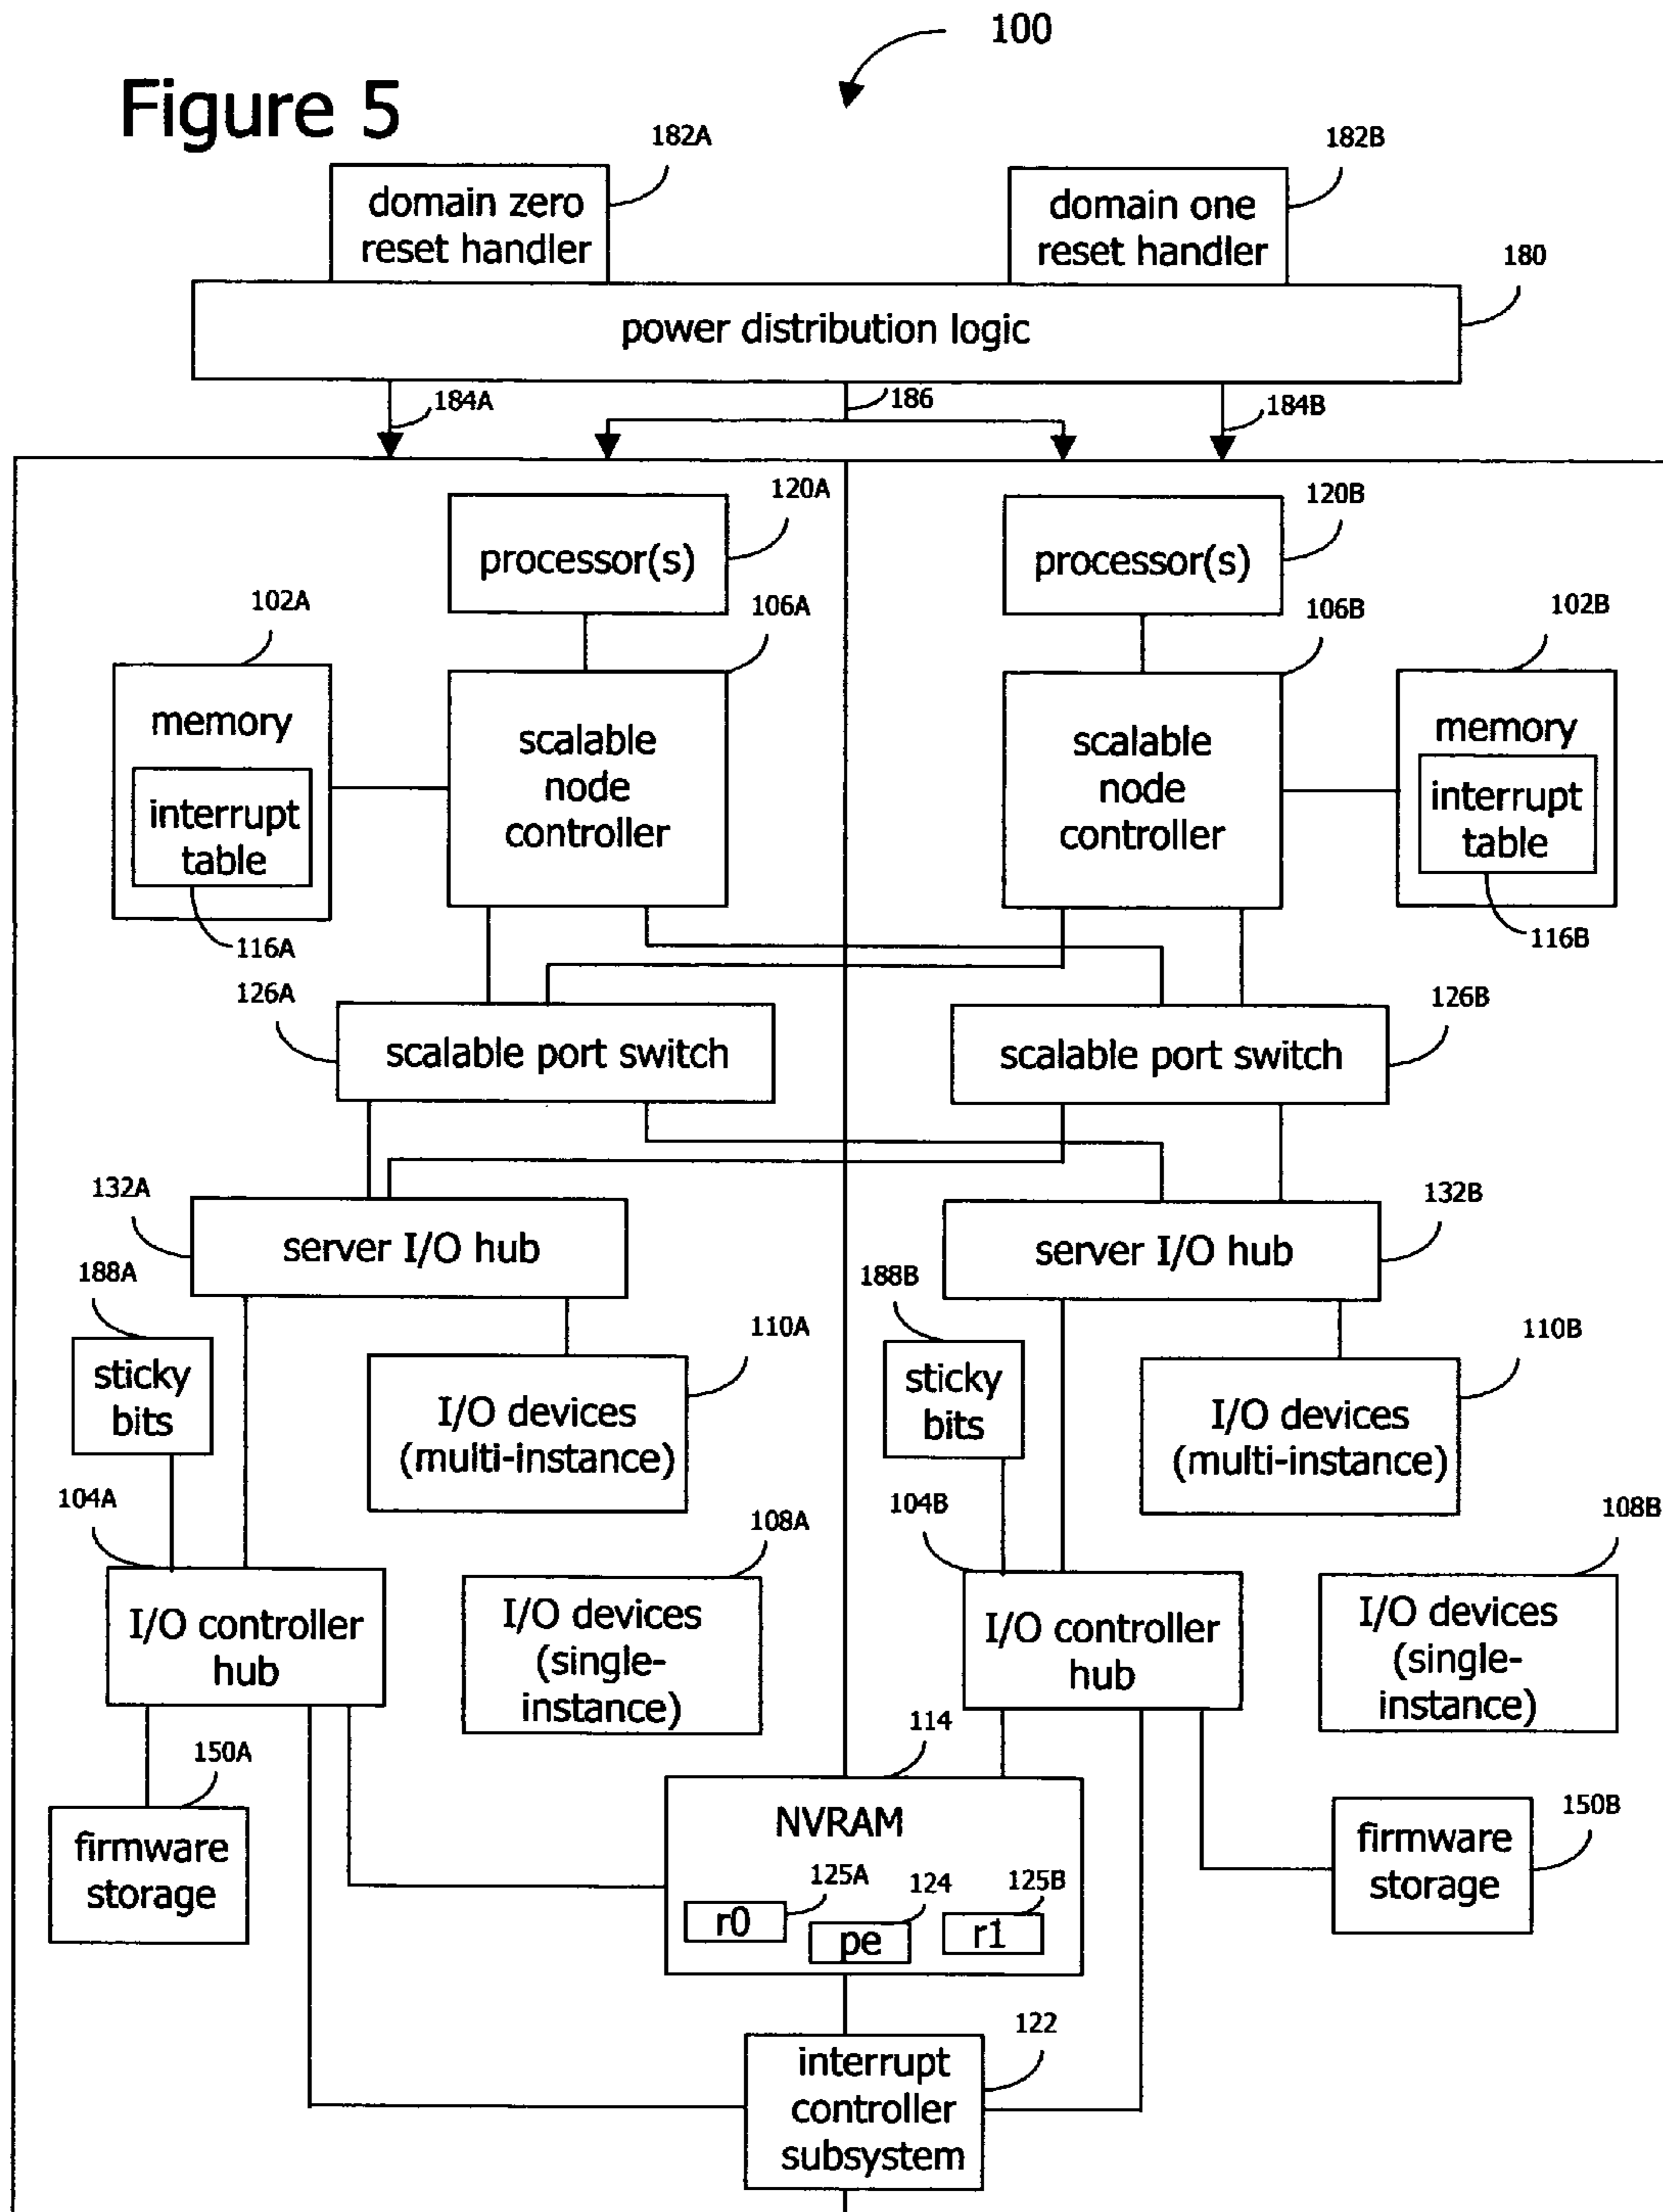 100
Figure 5
182A
182B
domain zero
reset handler
domain one
reset handler
180
power distribution logic
184A
186
184B
120A
120B
processor(s)
processor(s)
102A
106A
106B
102B
memory
scalable
node
controller
scalable
node
controller
memory
interrupt
table
interrupt
table
116A
116B
126A
126B
scalable port switch
scalable port switch
132A
132B
server I/O hub
server I/O hub
188A
188B
110A
110B
sticky
bits
I/O devices
(multi-instance)
sticky
bits
I/O devices
(multi-instance)
104A
104B
108A
108B
I/O controller
hub
I/O devices
(single-
instance)
I/O controller
hub
I/O devices
(single-
instance)
114
150A
150B
firmware
storage
NVRAM
firmware
storage
125A
124
125B
r0
pe
r1
122
interrupt
controller
subsystem